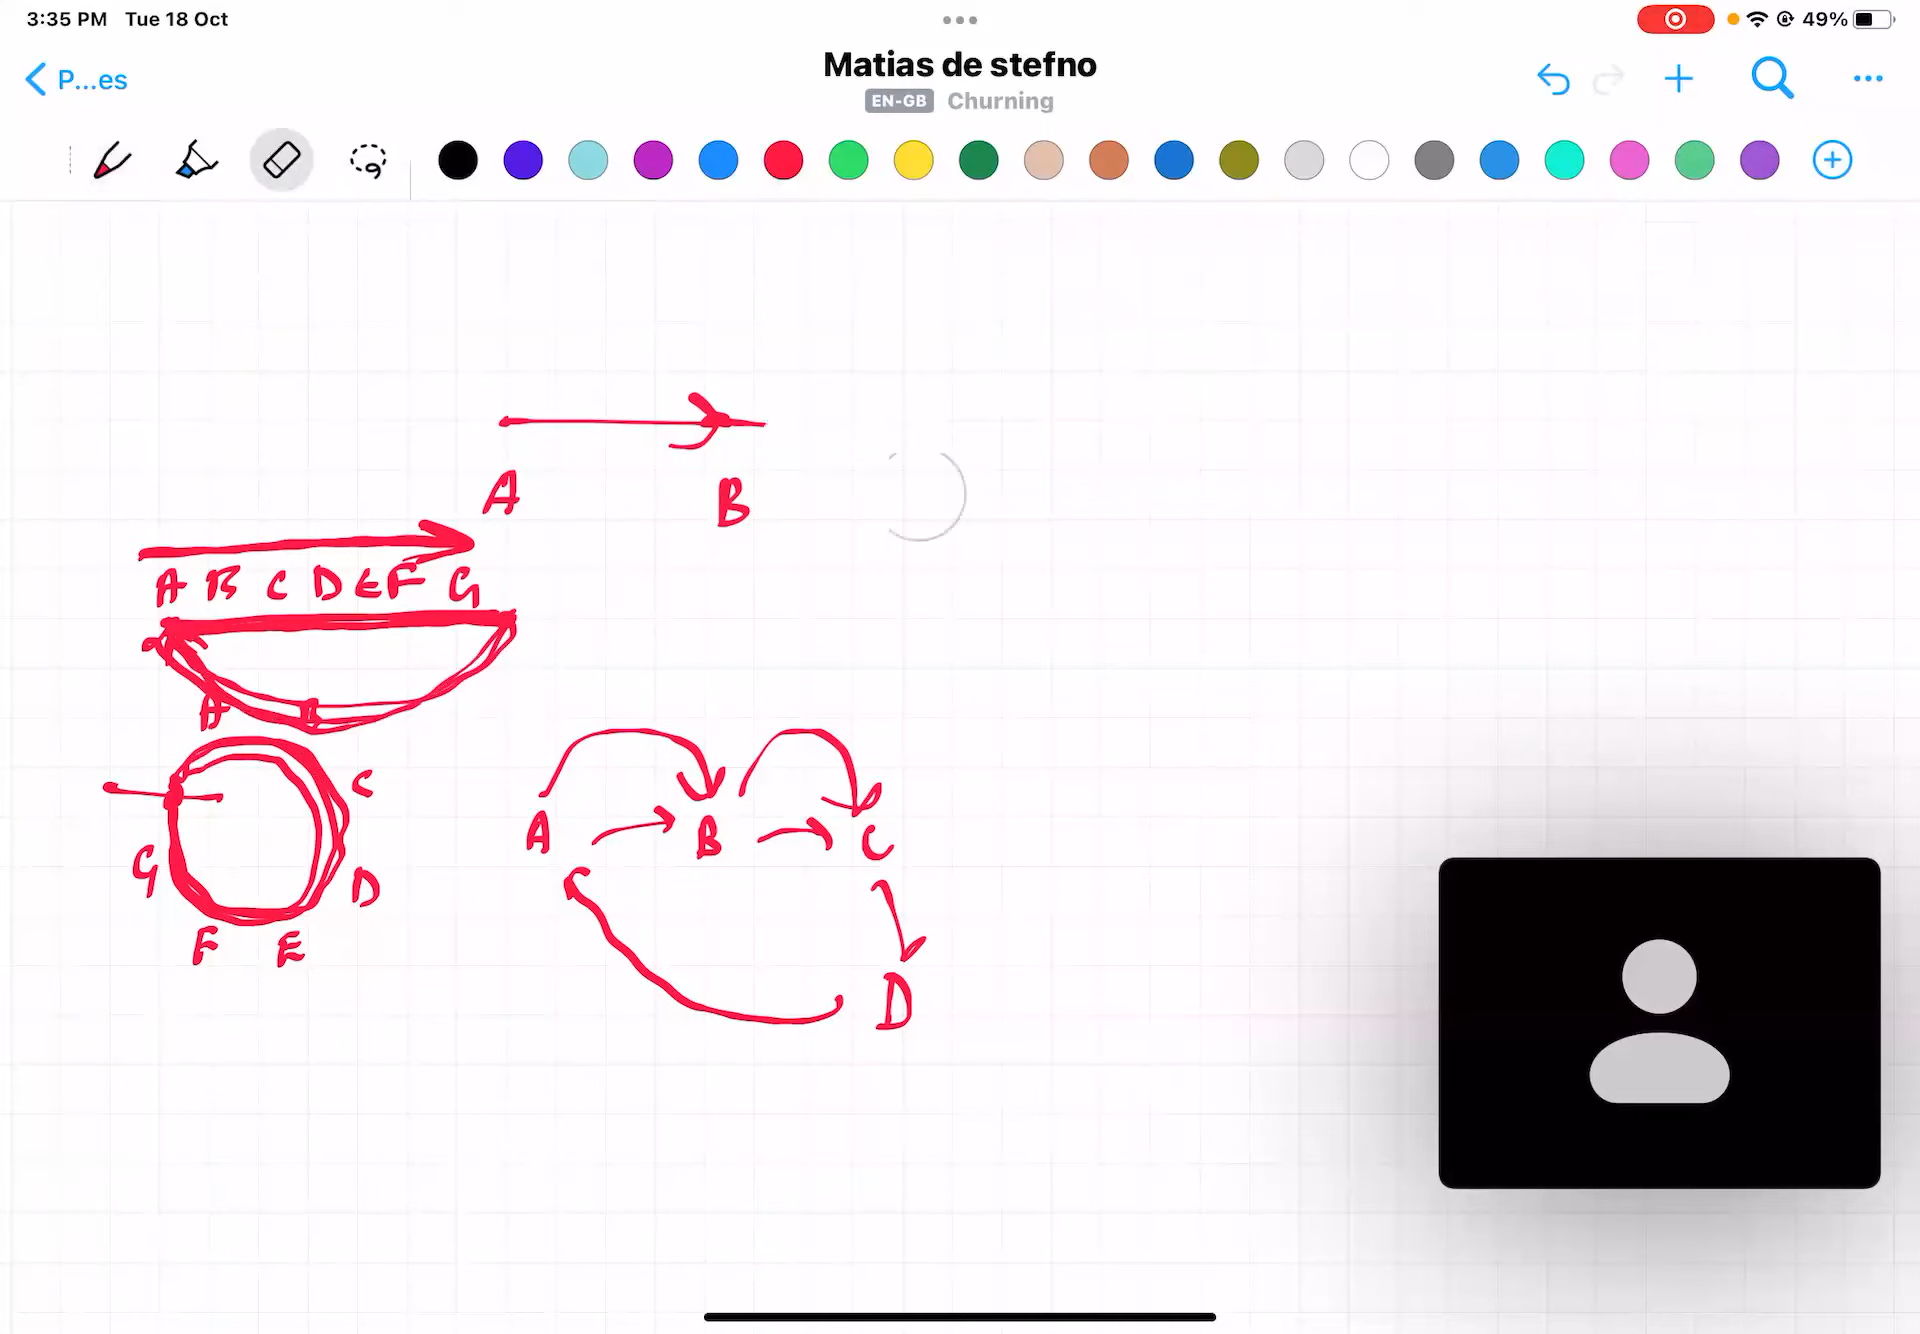 3:35 PM Tue 18 Oct
49%
P...es
Matias de stefno
EN-GB Churning
A B
A B C D E F G
A B
C
G D
F E
A B C
D